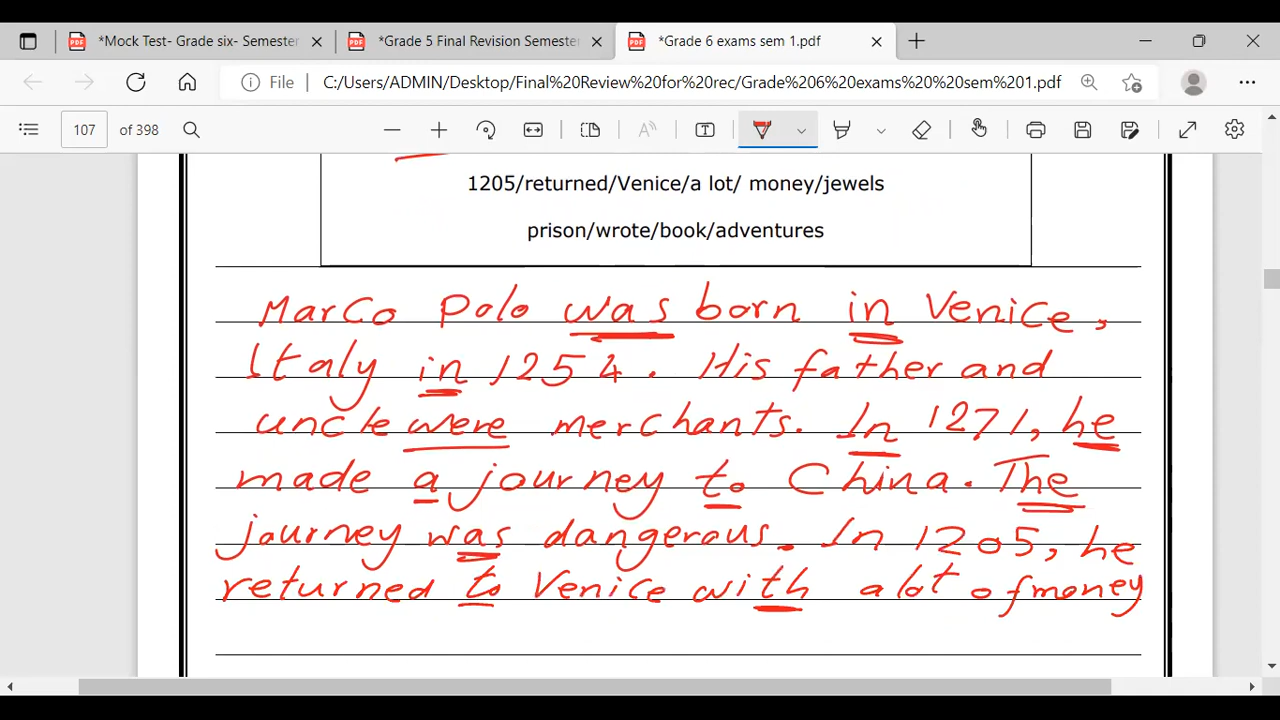 *Mock Test- Grade six- Semester
*Grade 5 Final Revision Semester
*Grade 6 exams sem 1.pdf
File C:/Users/ADMIN/Desktop/Final%20Review%20for%20rec/Grade%206%20exams%20%20sem%201.pdf
107 of 398
1205/returned/Venice/a lot/ money/jewels
prison/wrote/book/adventures
Marco Polo was born in Venice,
Italy in 1254. His father and
uncle were merchants. In 1271, he
made a journey to China. The
journey was dangerous. In 1205, he
returned to Venice with a lot of money